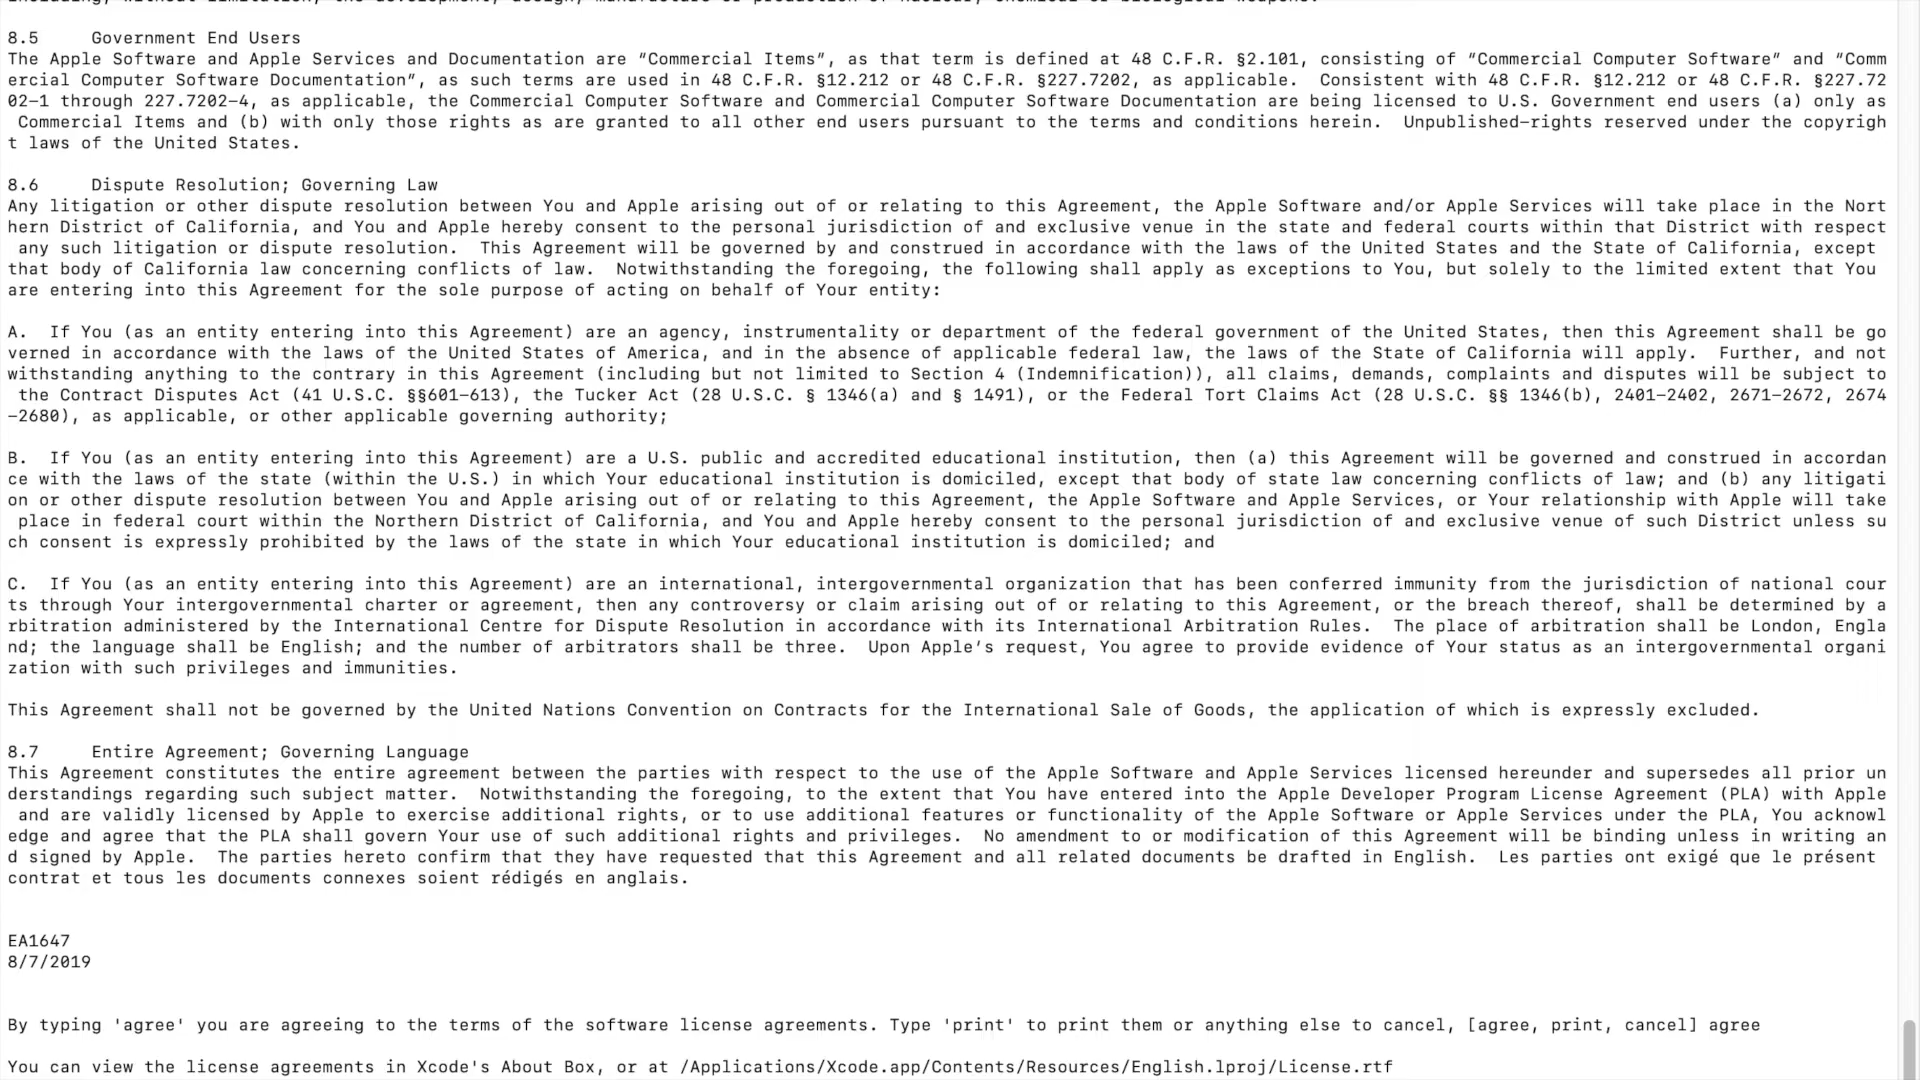 8.5     Government End Users
The Apple Software and Apple Services and Documentation are “Commercial Items”, as that term is defined at 48 C.F.R. §2.101, consisting of “Commercial Computer Software” and “Comm
ercial Computer Software Documentation”, as such terms are used in 48 C.F.R. §12.212 or 48 C.F.R. §227.7202, as applicable.  Consistent with 48 C.F.R. §12.212 or 48 C.F.R. §227.72
02-1 through 227.7202-4, as applicable, the Commercial Computer Software and Commercial Computer Software Documentation are being licensed to U.S. Government end users (a) only as
 Commercial Items and (b) with only those rights as are granted to all other end users pursuant to the terms and conditions herein.  Unpublished-rights reserved under the copyrigh
t laws of the United States.

8.6     Dispute Resolution; Governing Law
Any litigation or other dispute resolution between You and Apple arising out of or relating to this Agreement, the Apple Software and/or Apple Services will take place in the Nort
hern District of California, and You and Apple hereby consent to the personal jurisdiction of and exclusive venue in the state and federal courts within that District with respect
 any such litigation or dispute resolution.  This Agreement will be governed by and construed in accordance with the laws of the United States and the State of California, except
that body of California law concerning conflicts of law.  Notwithstanding the foregoing, the following shall apply as exceptions to You, but solely to the limited extent that You
are entering into this Agreement for the sole purpose of acting on behalf of Your entity:

A.  If You (as an entity entering into this Agreement) are an agency, instrumentality or department of the federal government of the United States, then this Agreement shall be go
verned in accordance with the laws of the United States of America, and in the absence of applicable federal law, the laws of the State of California will apply.  Further, and not
withstanding anything to the contrary in this Agreement (including but not limited to Section 4 (Indemnification)), all claims, demands, complaints and disputes will be subject to
 the Contract Disputes Act (41 U.S.C. §§601-613), the Tucker Act (28 U.S.C. § 1346(a) and § 1491), or the Federal Tort Claims Act (28 U.S.C. §§ 1346(b), 2401-2402, 2671-2672, 2674
-2680), as applicable, or other applicable governing authority;

B.  If You (as an entity entering into this Agreement) are a U.S. public and accredited educational institution, then (a) this Agreement will be governed and construed in accordan
ce with the laws of the state (within the U.S.) in which Your educational institution is domiciled, except that body of state law concerning conflicts of law; and (b) any litigati
on or other dispute resolution between You and Apple arising out of or relating to this Agreement, the Apple Software and Apple Services, or Your relationship with Apple will take
 place in federal court within the Northern District of California, and You and Apple hereby consent to the personal jurisdiction of and exclusive venue of such District unless su
ch consent is expressly prohibited by the laws of the state in which Your educational institution is domiciled; and

C.  If You (as an entity entering into this Agreement) are an international, intergovernmental organization that has been conferred immunity from the jurisdiction of national cour
ts through Your intergovernmental charter or agreement, then any controversy or claim arising out of or relating to this Agreement, or the breach thereof, shall be determined by a
rbitration administered by the International Centre for Dispute Resolution in accordance with its International Arbitration Rules.  The place of arbitration shall be London, Engla
nd; the language shall be English; and the number of arbitrators shall be three.  Upon Apple’s request, You agree to provide evidence of Your status as an intergovernmental organi
zation with such privileges and immunities.

This Agreement shall not be governed by the United Nations Convention on Contracts for the International Sale of Goods, the application of which is expressly excluded.

8.7     Entire Agreement; Governing Language
This Agreement constitutes the entire agreement between the parties with respect to the use of the Apple Software and Apple Services licensed hereunder and supersedes all prior un
derstandings regarding such subject matter.  Notwithstanding the foregoing, to the extent that You have entered into the Apple Developer Program License Agreement (PLA) with Apple
 and are validly licensed by Apple to exercise additional rights, or to use additional features or functionality of the Apple Software or Apple Services under the PLA, You acknowl
edge and agree that the PLA shall govern Your use of such additional rights and privileges.  No amendment to or modification of this Agreement will be binding unless in writing an
d signed by Apple.  The parties hereto confirm that they have requested that this Agreement and all related documents be drafted in English.  Les parties ont exigé que le présent
contrat et tous les documents connexes soient rédigés en anglais.

EA1647
8/7/2019

By typing 'agree' you are agreeing to the terms of the software license agreements. Type 'print' to print them or anything else to cancel, [agree, print, cancel] agree

You can view the license agreements in Xcode's About Box, or at /Applications/Xcode.app/Contents/Resources/English.lproj/License.rtf